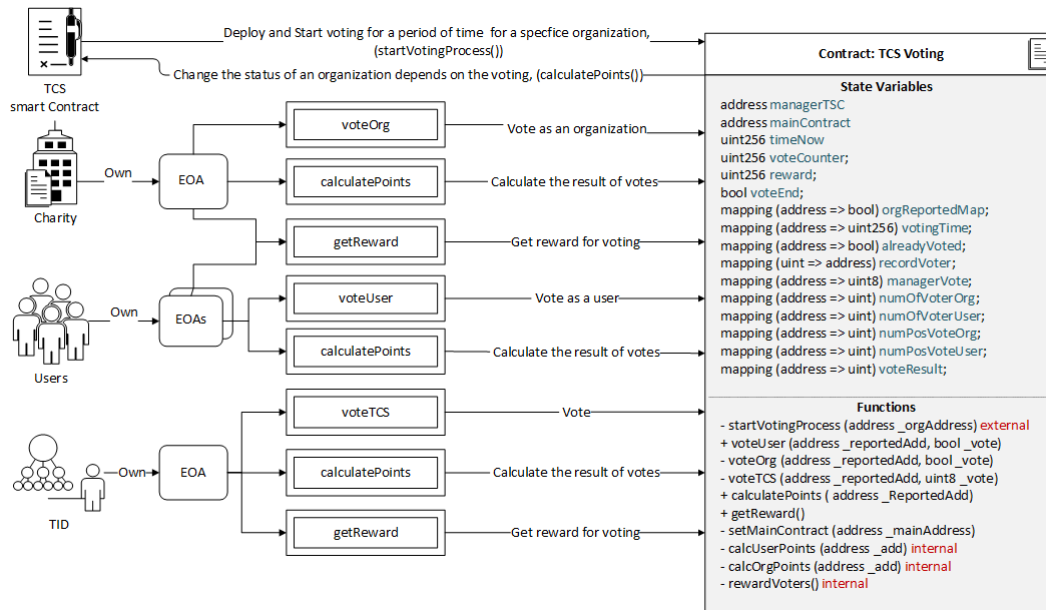 Deploy and Start voting for a period of time for a specfice organization,
(startVotingProcess())
Change the status of an organization depends on the voting, (calculatePoints())
TCS
smart Contract
Charity
Own
EOA
voteOrg
Vote as an organization
calculatePoints
Calculate the result of votes
getReward
Get reward for voting
Users
Own
EOAs
voteUser
Vote as a user
calculatePoints
Calculate the result of votes
TID
Own
EOA
voteTCS
Vote
calculatePoints
Calculate the result of votes
getReward
Get reward for voting
Contract: TCS Voting
State Variables
address managerTSC
address mainContract
uint256 timeNow
uint256 voteCounter;
uint256 reward;
bool voteEnd;
mapping (address => bool) orgReportedMap;
mapping (address => uint256) votingTime;
mapping (address => bool) alreadyVoted;
mapping (uint => address) recordVoter;
mapping (address => uint8) managerVote;
mapping (address => uint) numOfVoterOrg;
mapping (address => uint) numOfVoterUser;
mapping (address => uint) numPosVoteOrg;
mapping (address => uint) numPosVoteUser;
mapping (address => uint) voteResult;
Functions
- startVotingProcess (address _orgAddress) external
+ voteUser (address _reportedAdd, bool _vote)
- voteOrg (address _reportedAdd, bool _vote)
- voteTCS (address _reportedAdd, uint8 _vote)
+ calculatePoints ( address _ReportedAdd)
+ getReward()
- setMainContract (address _mainAddress)
- calcUserPoints (address _add) internal
- calcOrgPoints (address _add) internal
- rewardVoters() internal